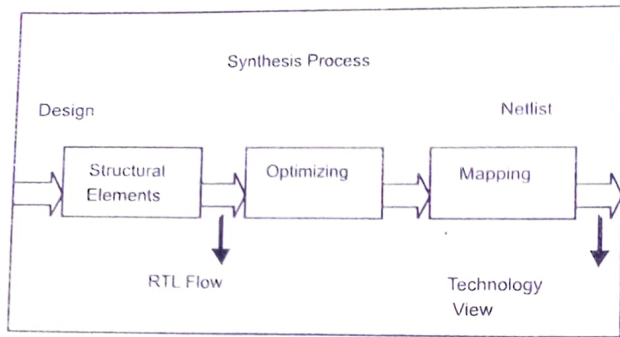 Synthesis Process
Design
Netlist
Structural
Elements
Optimizing
Mapping
RTL Flow
Technology
View